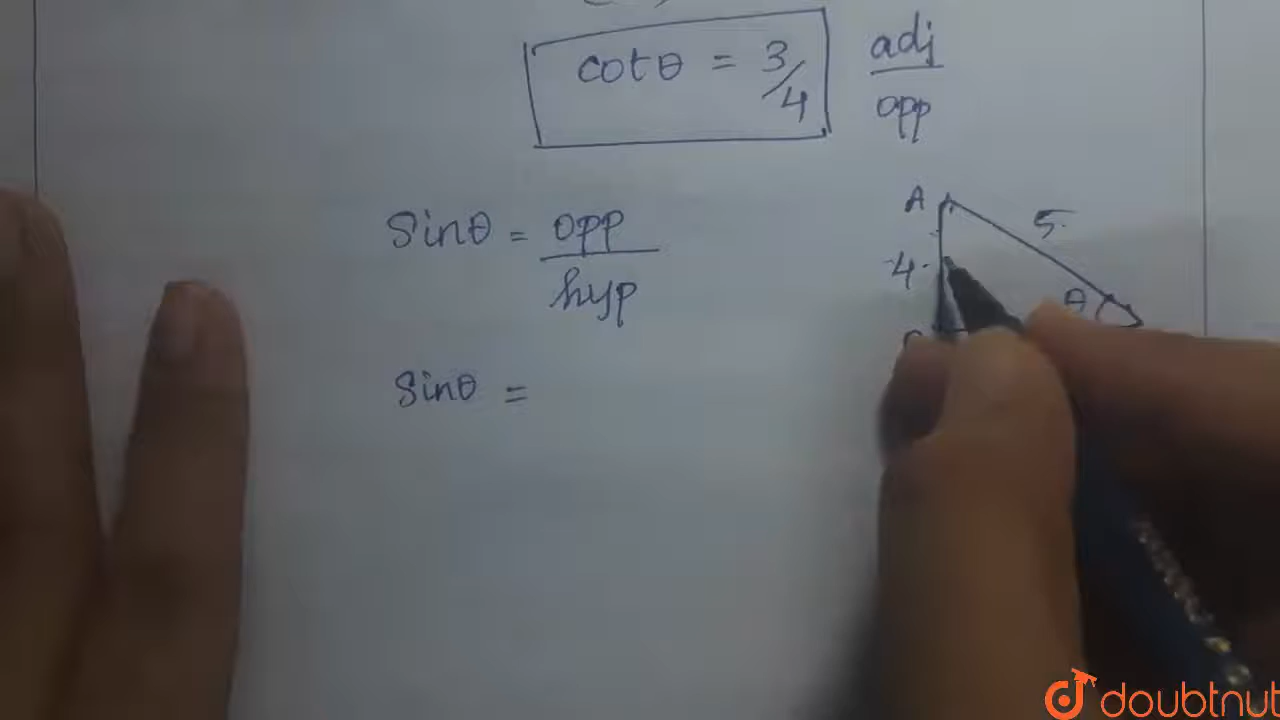 cotθ = 3/4 adj/opp
sinθ = opp/hyp
A
5
4
θ
sinθ =
doubtnut